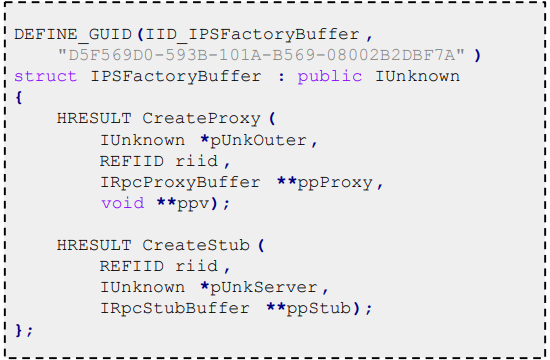 DEFINE_GUID(IID_IPSFactoryBuffer,
"D5F569D0-593B-101A-B569-08002B2DBF7A")
struct IPSFactoryBuffer : public IUnknown
{
HRESULT CreateProxy(
IUnknown *pUnkOuter,
REFIID riid,
IRpcProxyBuffer **ppProxy,
void **ppv);
HRESULT CreateStub(
REFIID riid,
IUnknown *pUnkServer,
IRpcStubBuffer **ppStub);
};